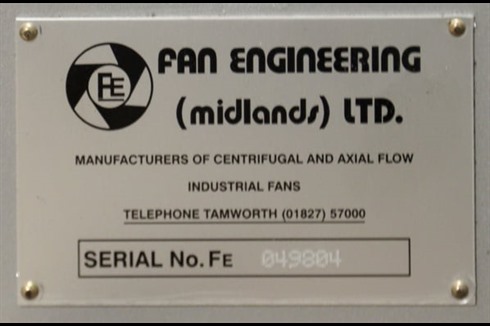 FE
FAN ENGINEERING
(midlands) LTD.
MANUFACTURERS OF CENTRIFUGAL AND AXIAL FLOW
INDUSTRIAL FANS
TELEPHONE TAMWORTH (01827) 57000
SERIAL No. FE 049804